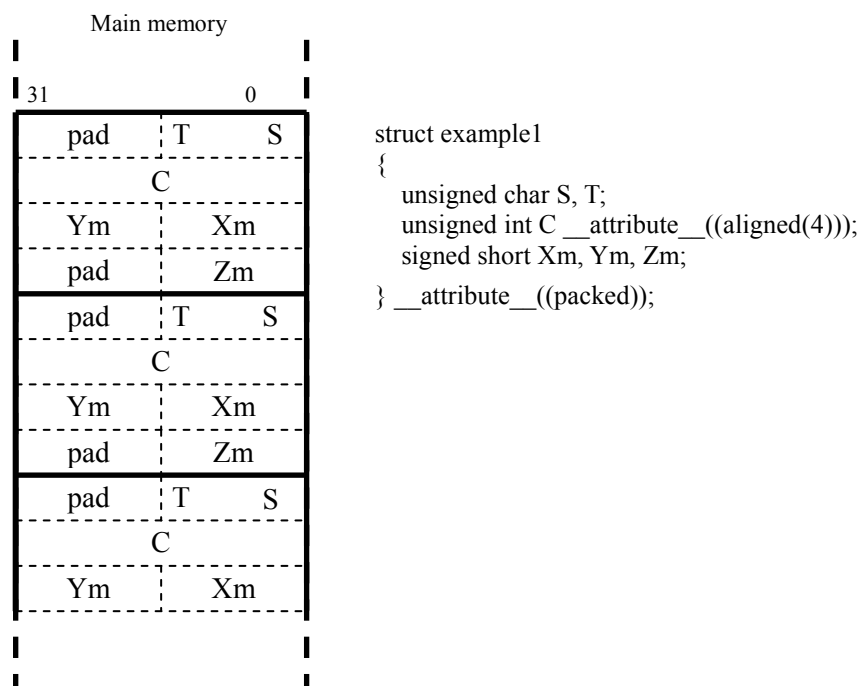 Main memory
31 0
pad T S
C
Ym Xm
pad Zm
pad T S
C
Ym Xm
pad Zm
pad T S
C
Ym Xm
struct example1
{
unsigned char S, T;
unsigned int C __attribute__((aligned(4)));
signed short Xm, Ym, Zm;
} __attribute__((packed));